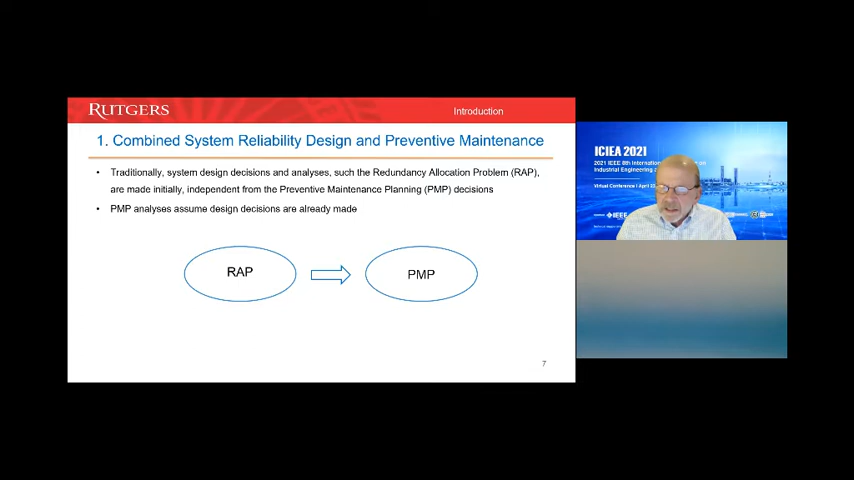 RUTGERS
Introduction
1. Combined System Reliability Design and Preventive Maintenance
• Traditionally, system design decisions and analyses, such the Redundancy Allocation Problem (RAP),
are made initially, independent from the Preventive Maintenance Planning (PMP) decisions
• PMP analyses assume design decisions are already made
RAP
PMP
7
ICIEA 2021
2021 IEEE 8th International
Industrial Engineering
Virtual Conference | April
IEEE